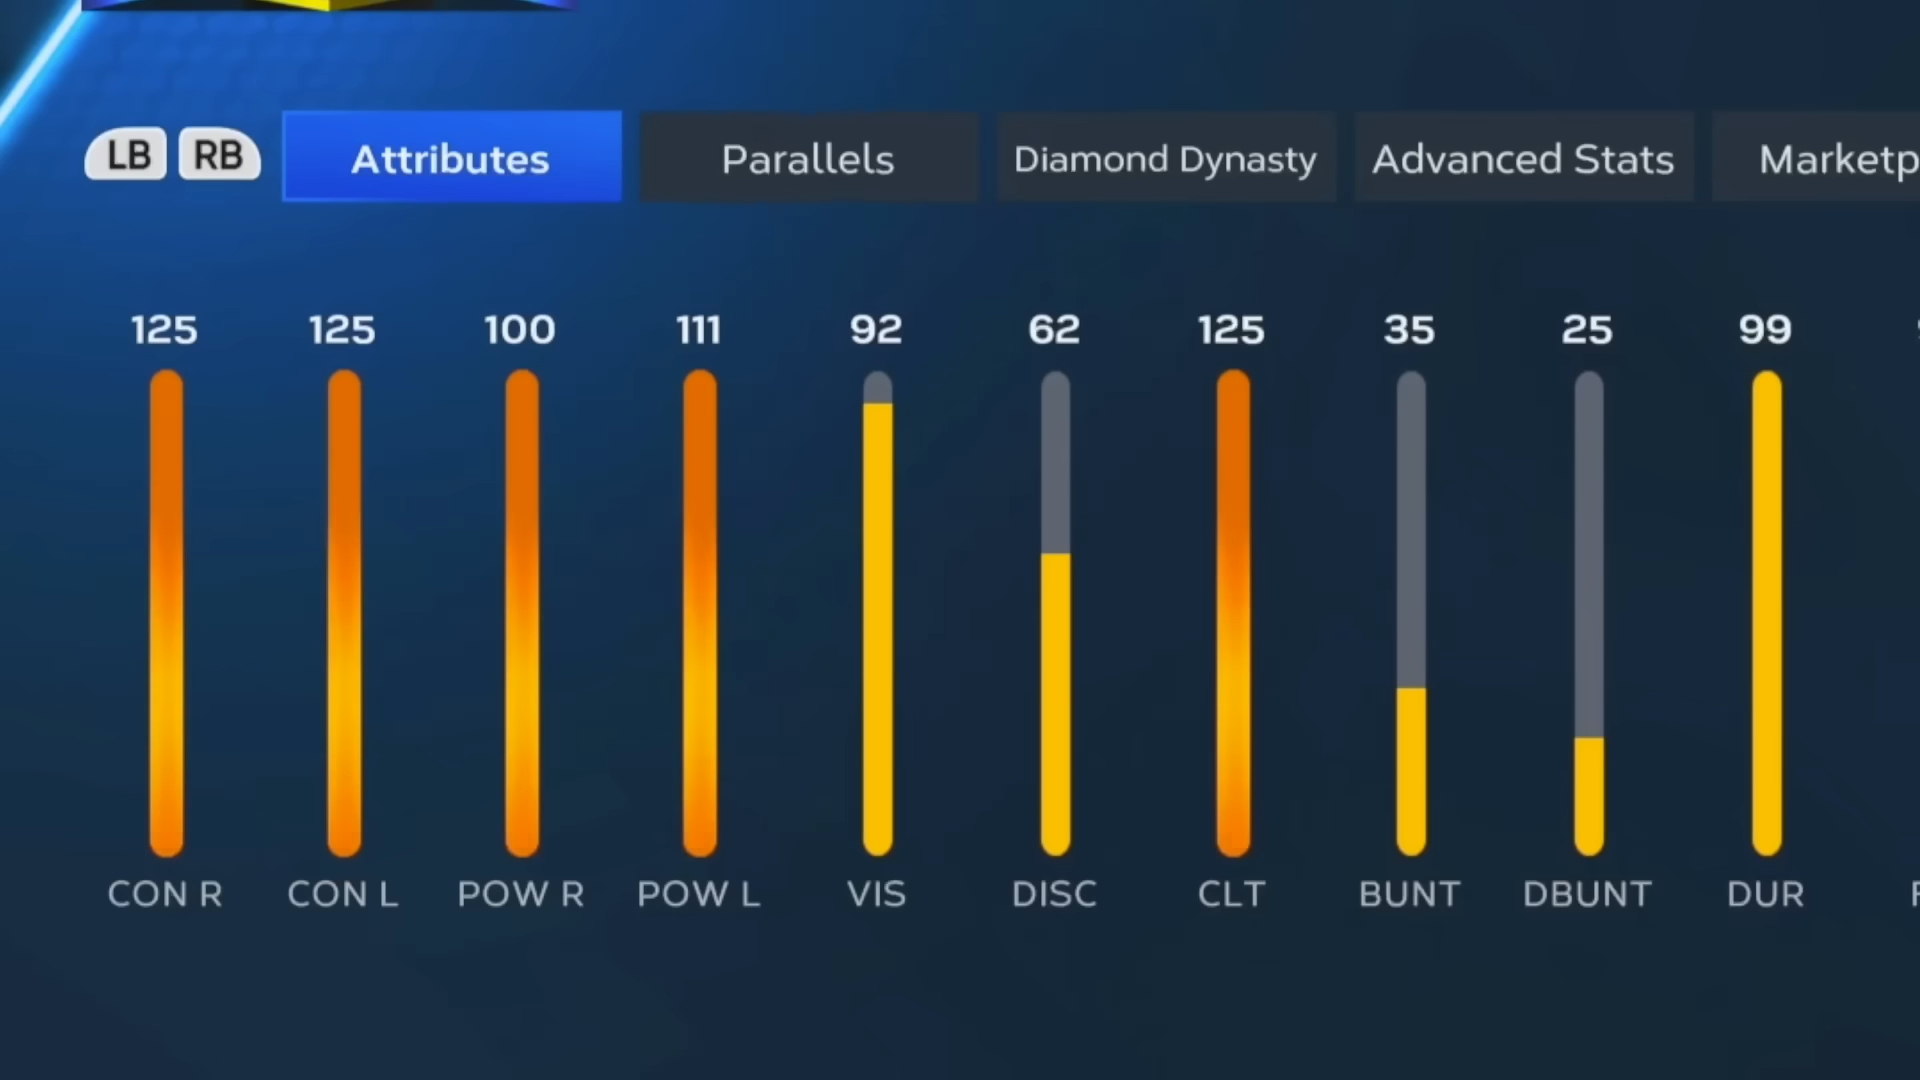 LB RB Attributes Parallels Diamond Dynasty Advanced Stats Marketp
125 125 100 111 92 62 125 35 25 99
CON R CON L POW R POW L VIS DISC CLT BUNT DBUNT DUR